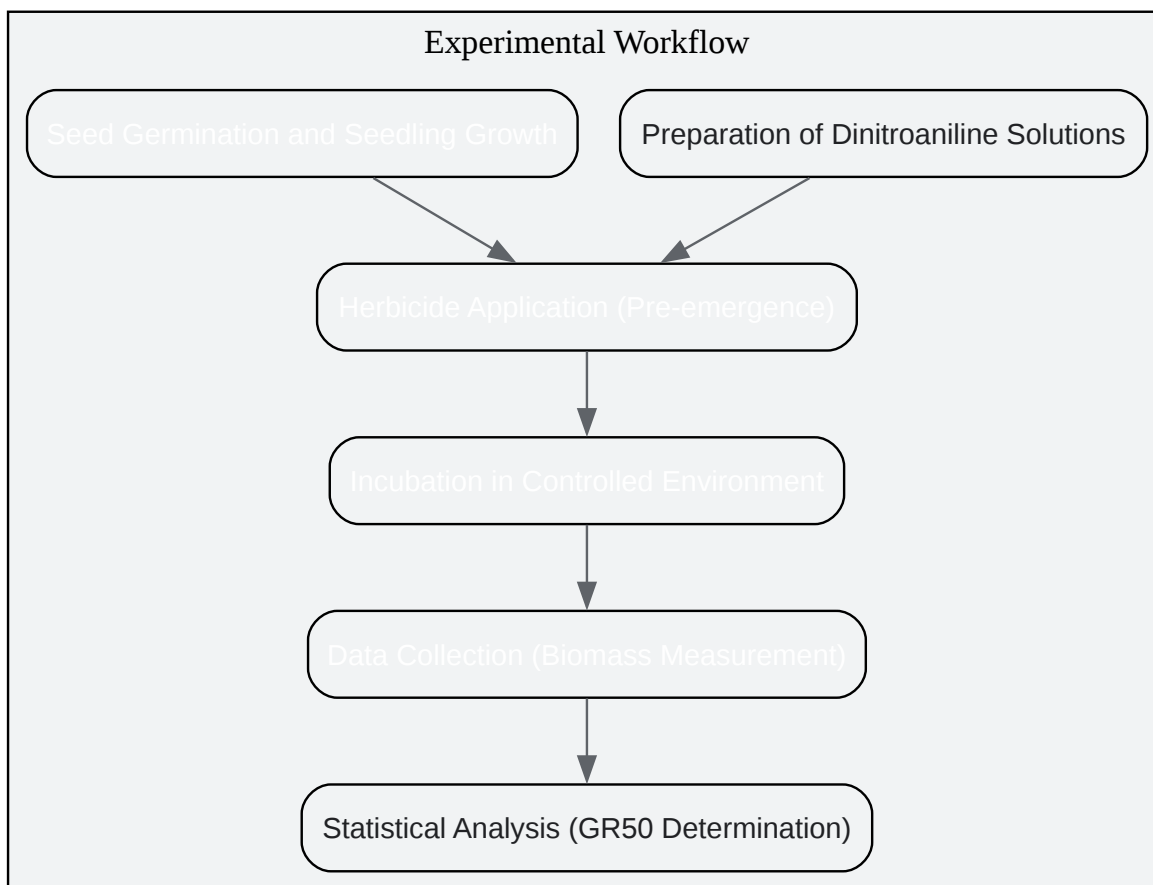 Experimental Workflow
Seed Germination and Seedling Growth
Preparation of Dinitroaniline Solutions
Herbicide Application (Pre-emergence)
Incubation in Controlled Environment
Data Collection (Biomass Measurement)
Statistical Analysis (GR50 Determination)